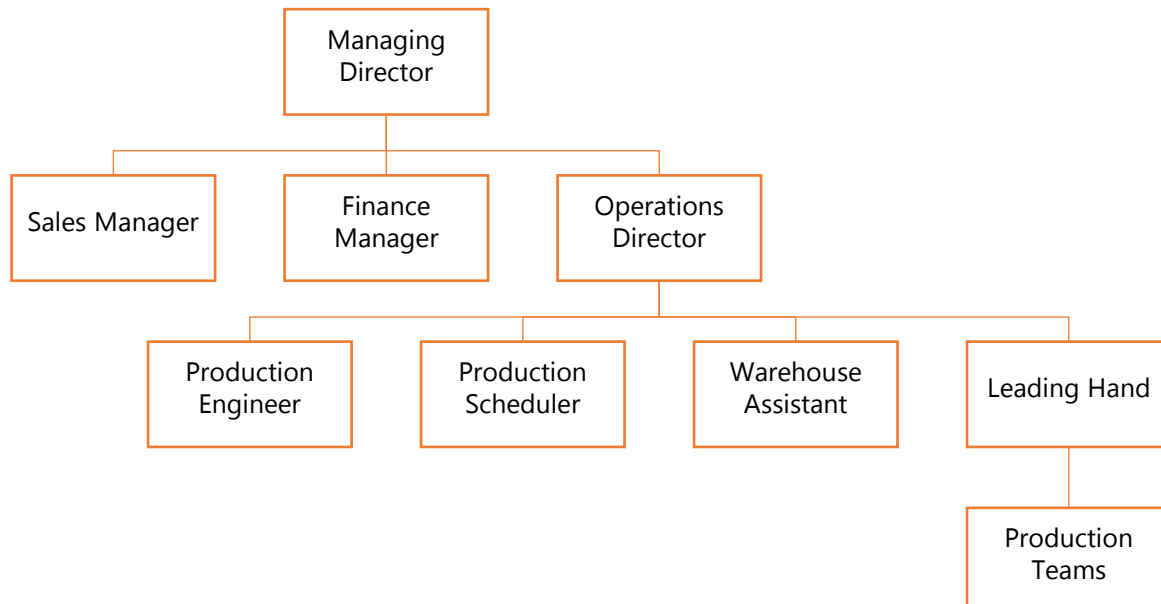 Managing
Director
Sales Manager
Finance
Manager
Operations
Director
Production
Engineer
Production
Scheduler
Warehouse
Assistant
Leading Hand
Production
Teams